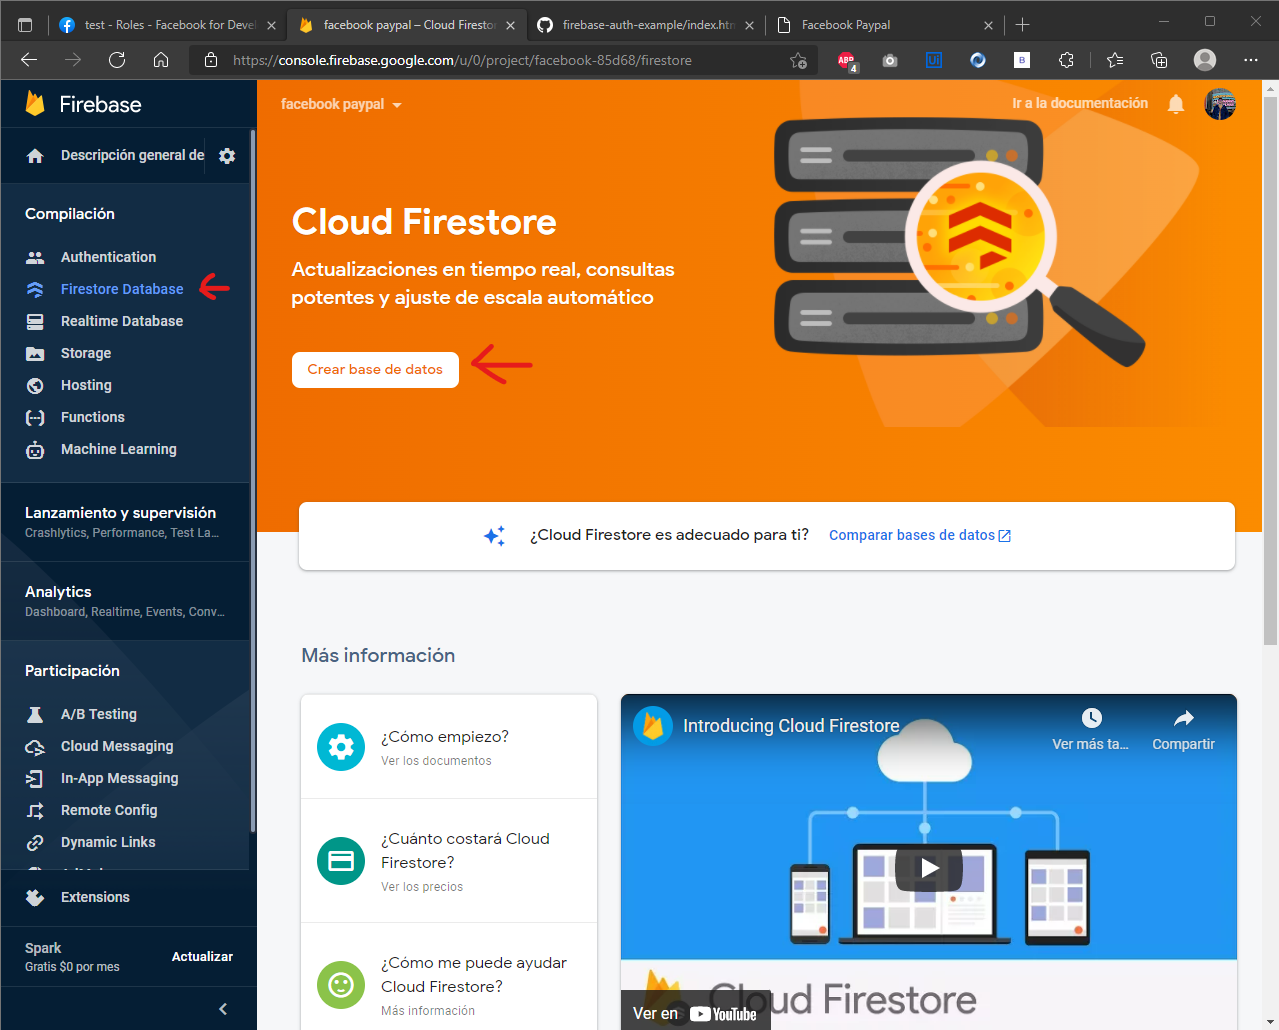 test - Roles - Facebook for Devel
facebook paypal – Cloud Firestor
firebase-auth-example/index.htm
Facebook Paypal
https://console.firebase.google.com/u/0/project/facebook-85d68/firestore
ABP
4
UI
B
Firebase
facebook paypal
Ir a la documentación
Descripción general de
Compilación
Authentication
Firestore Database
Realtime Database
Storage
Hosting
Functions
Machine Learning
Cloud Firestore
Actualizaciones en tiempo real, consultas
potentes y ajuste de escala automático
Crear base de datos
Lanzamiento y supervisión
Crashlytics, Performance, Test La...
¿Cloud Firestore es adecuado para ti?
Comparar bases de datos
Analytics
Dashboard, Realtime, Events, Conv...
Participación
A/B Testing
Cloud Messaging
In-App Messaging
Remote Config
Dynamic Links
Extensions
Spark
Gratis $0 por mes
Actualizar
Más información
¿Cómo empiezo?
Ver los documentos
¿Cuánto costará Cloud
Firestore?
Ver los precios
¿Cómo me puede ayudar
Cloud Firestore?
Más información
Introducing Cloud Firestore
Ver más ta...
Compartir
Cloud Firestore
Ver en YouTube